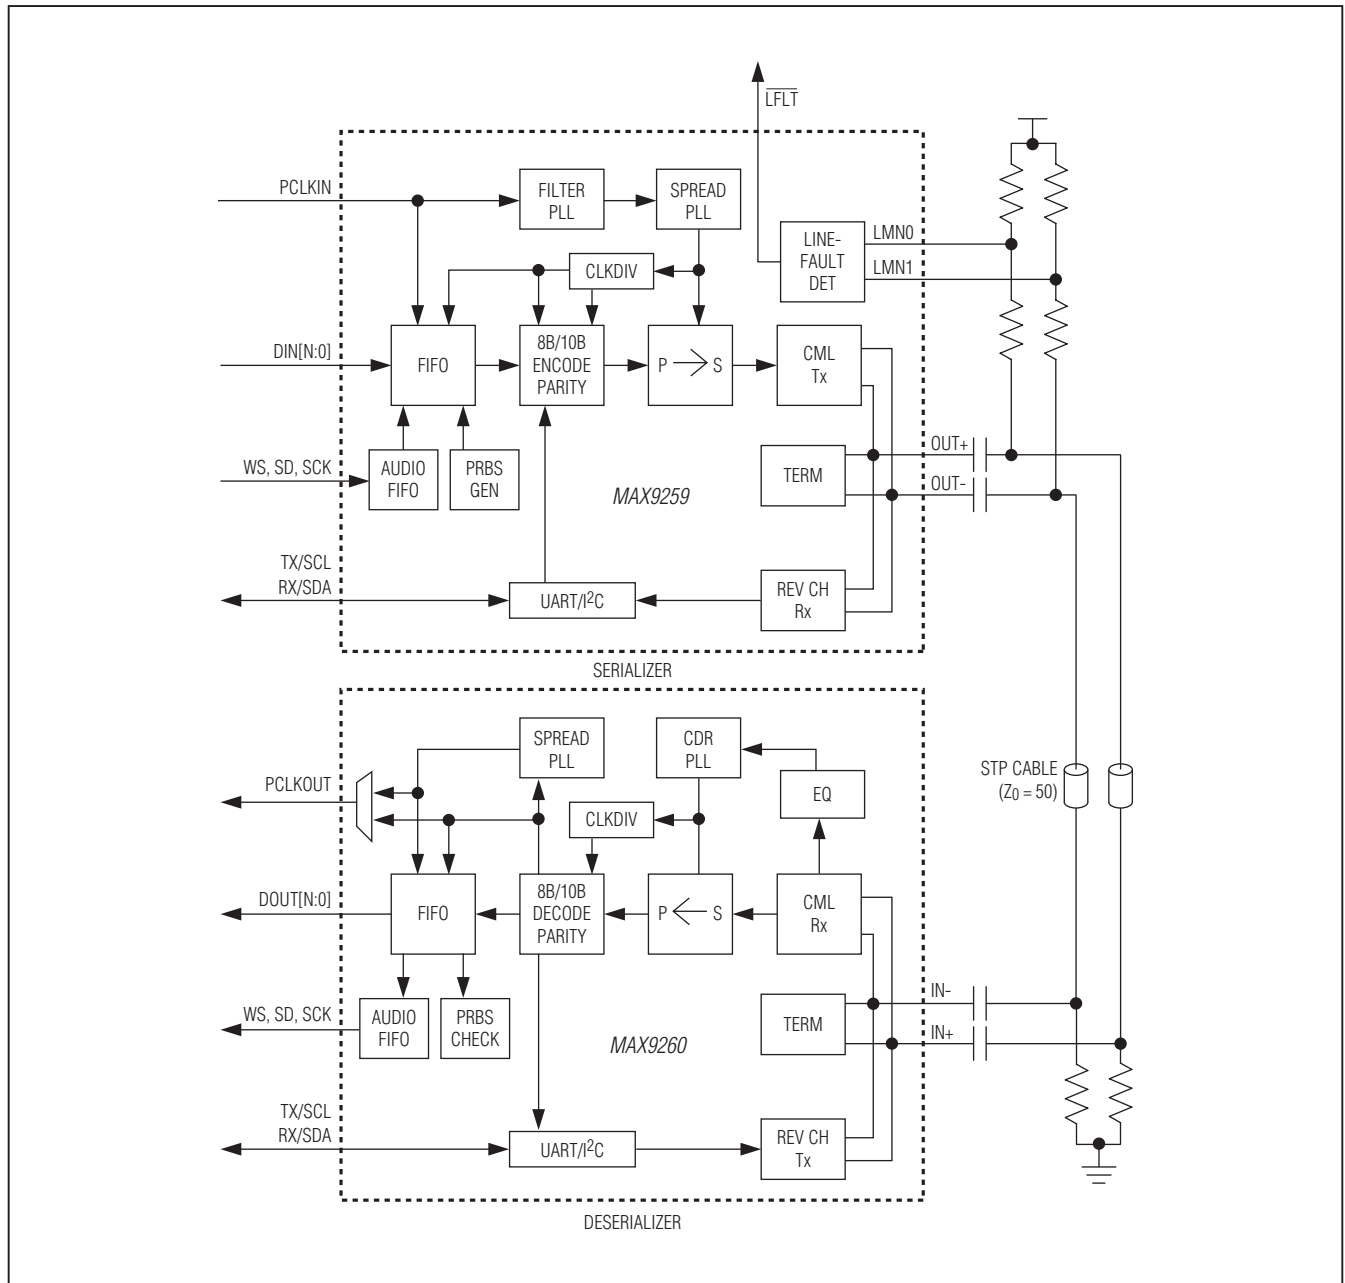 LFLT
PCLKIN
FILTER
PLL
SPREAD
PLL
LINE-
FAULT
DET
LMN0
LMN1
CLKDIV
DIN[N:0]
FIFO
8B/10B
ENCODE
PARITY
P
S
CML
Tx
WS, SD, SCK
AUDIO
FIFO
PRBS
GEN
MAX9259
TERM
OUT+
OUT-
TX/SCL
RX/SDA
UART/I2C
REV CH
Rx
SERIALIZER
SPREAD
PLL
CDR
PLL
PCLKOUT
EQ
STP CABLE
(Z0 = 50)
CLKDIV
DOUT[N:0]
FIFO
8B/10B
DECODE
PARITY
P
S
CML
Rx
WS, SD, SCK
AUDIO
FIFO
PRBS
CHECK
MAX9260
TERM
IN-
IN+
TX/SCL
RX/SDA
UART/I2C
REV CH
Tx
DESERIALIZER